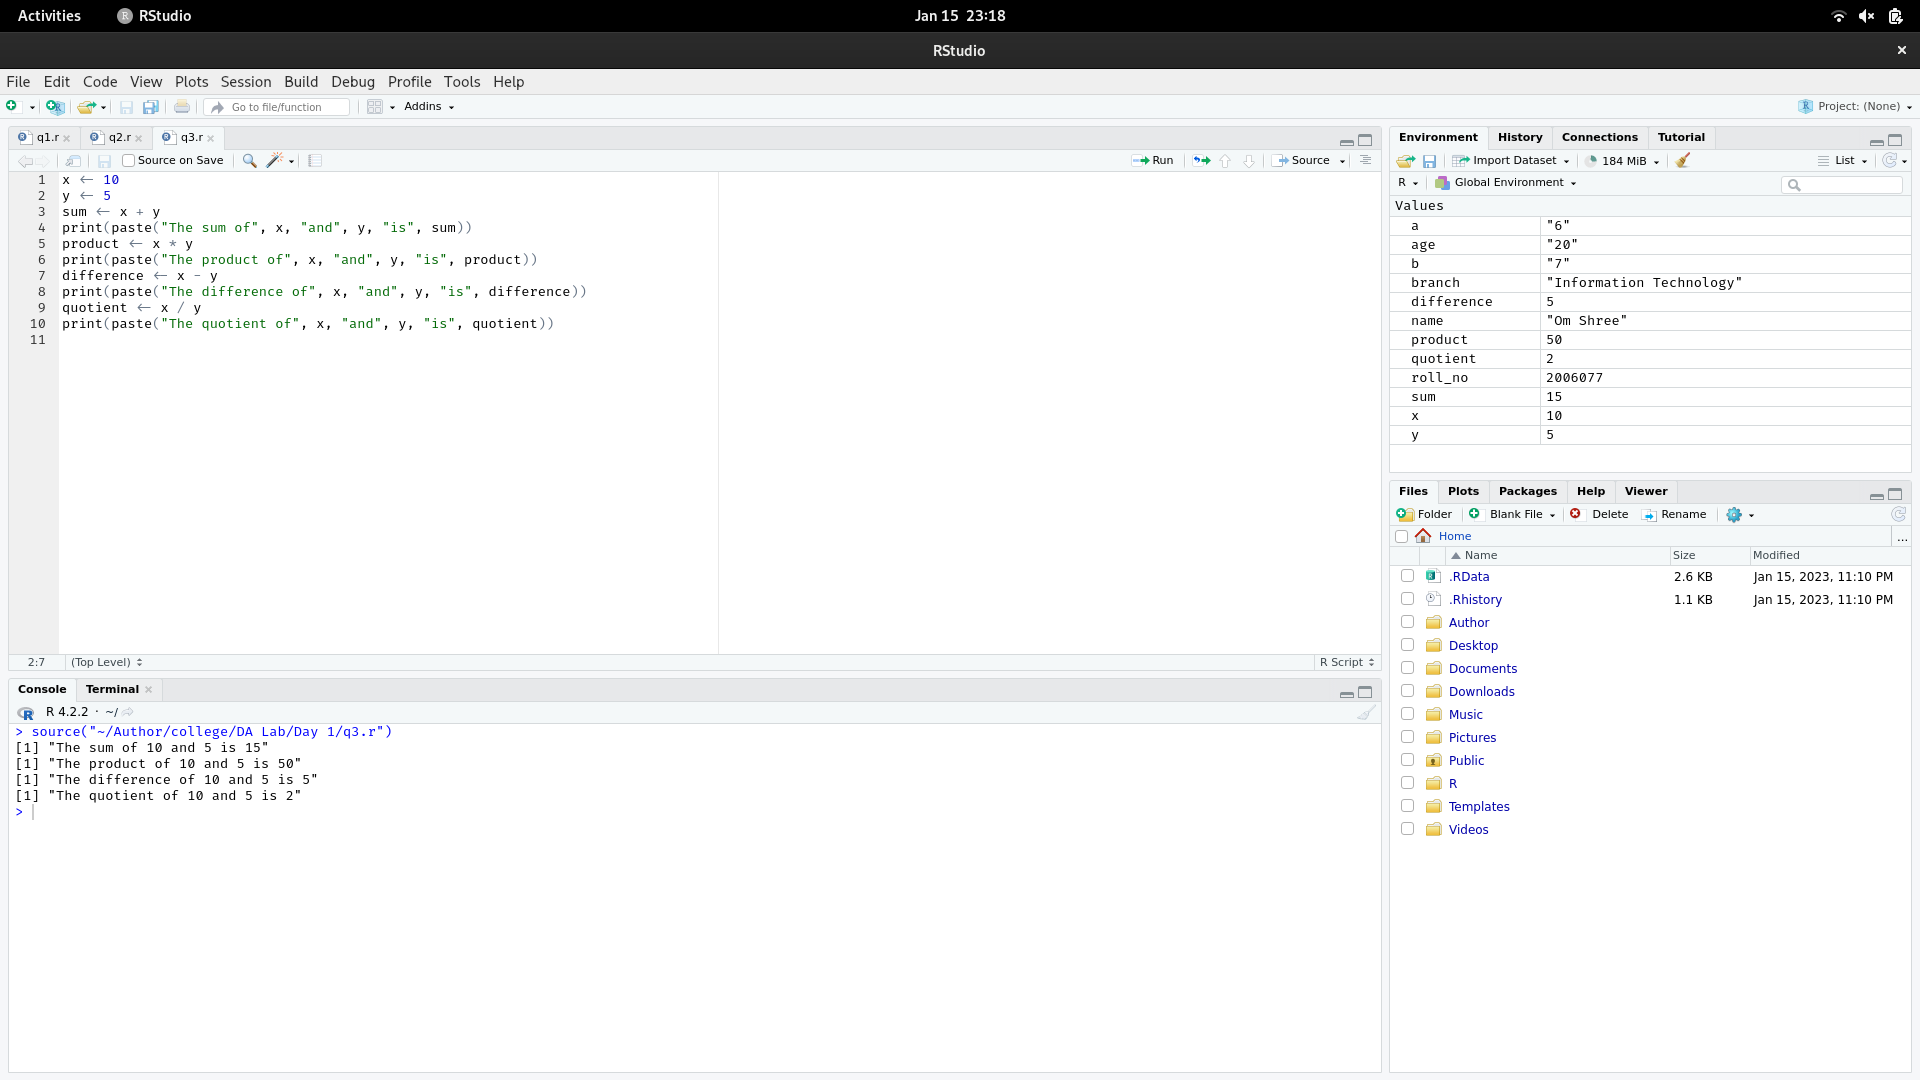 Activities RStudio Jan 15 23:18
RStudio
File Edit Code View Plots Session Build Debug Profile Tools Help
Go to file/function Addins Project: (None)
q1.r q2.r q3.r
Source on Save Run Source
1 x <- 10
2 y <- 5
3 sum <- x + y
4 print(paste("The sum of", x, "and", y, "is", sum))
5 product <- x * y
6 print(paste("The product of", x, "and", y, "is", product))
7 difference <- x - y
8 print(paste("The difference of", x, "and", y, "is", difference))
9 quotient <- x / y
10 print(paste("The quotient of", x, "and", y, "is", quotient))
11
2:7 (Top Level) R Script
Console Terminal
R 4.2.2 · ~/
> source("~/Author/college/DA Lab/Day 1/q3.r")
[1] "The sum of 10 and 5 is 15"
[1] "The product of 10 and 5 is 50"
[1] "The difference of 10 and 5 is 5"
[1] "The quotient of 10 and 5 is 2"
>
Environment History Connections Tutorial
Import Dataset 184 MiB List
R Global Environment
Values
a "6"
age "20"
b "7"
branch "Information Technology"
difference 5
name "Om Shree"
product 50
quotient 2
roll_no 2006077
sum 15
x 10
y 5
Files Plots Packages Help Viewer
Folder Blank File Delete Rename
Home ...
Name Size Modified
.RData 2.6 KB Jan 15, 2023, 11:10 PM
.Rhistory 1.1 KB Jan 15, 2023, 11:10 PM
Author
Desktop
Documents
Downloads
Music
Pictures
Public
R
Templates
Videos